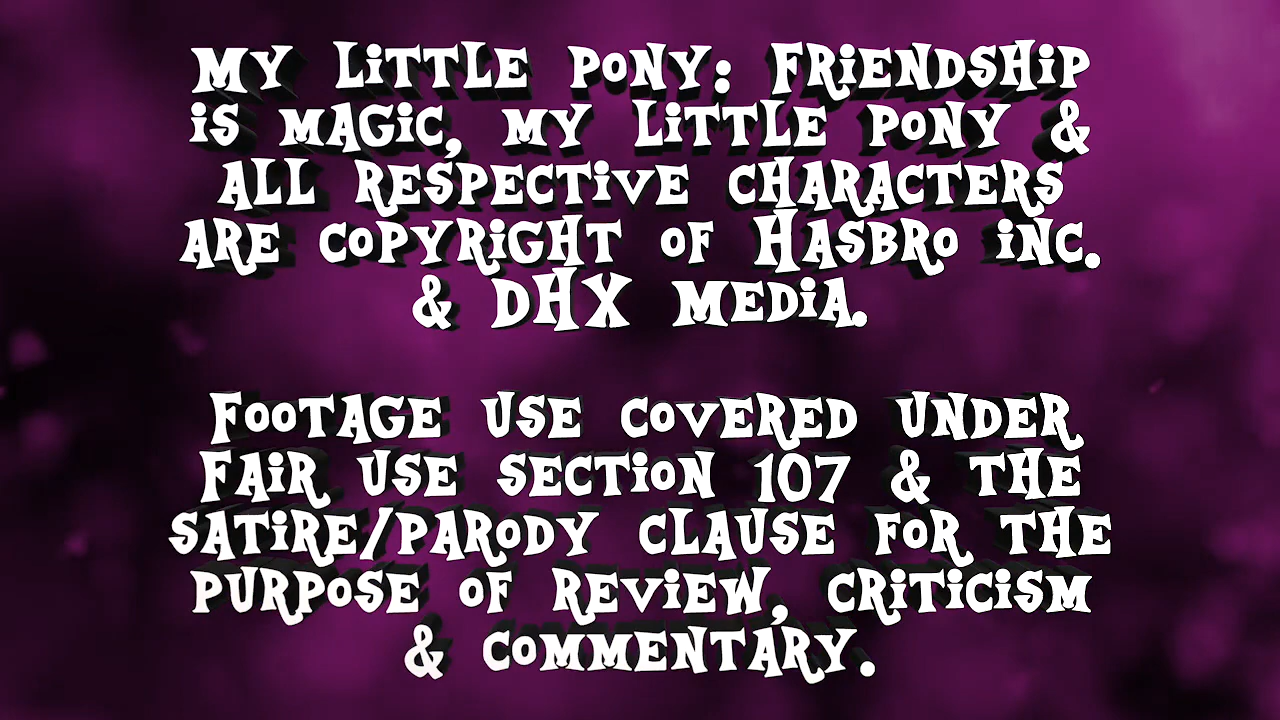 My Little Pony: Friendship
is Magic, My Little Pony &
all respective characters
are copyright of Hasbro inc.
& DHX Media.
Footage use covered under
Fair Use Section 107 & the
satire/parody clause for the
purpose of review, criticism
& commentary.